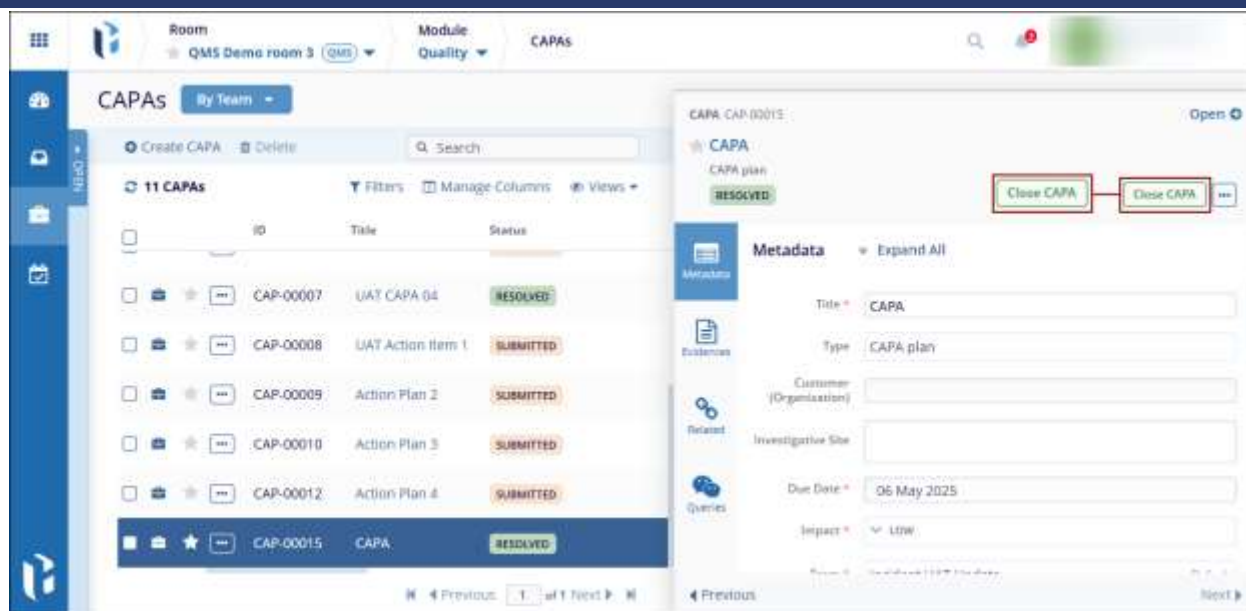 Room
QMS Demo room 3 QMS
Module
Quality
CAPAs
2
CAPAs
By Team
OPEN
Create CAPA
Delete
Search
11 CAPAs
Filters
Manage Columns
Views
ID
Title
Status
CAP-00007
UAT CAPA 04
RESOLVED
CAP-00008
UAT Action Item 1
SUBMITTED
CAP-00009
Action Plan 2
SUBMITTED
CAP-00010
Action Plan 3
SUBMITTED
CAP-00012
Action Plan 4
SUBMITTED
CAP-00015
CAPA
RESOLVED
Previous
1
of 1
Next
CAPA CAP-00015
Open
CAPA
CAPA plan
RESOLVED
Close CAPA
Close CAPA
Metadata
Evidences
Related
Queries
Metadata
Expand All
Title *
CAPA
Type
CAPA plan
Customer
(Organisation)
Investigative Site
Due Date *
06 May 2025
Impact *
LOW
Previous
Next